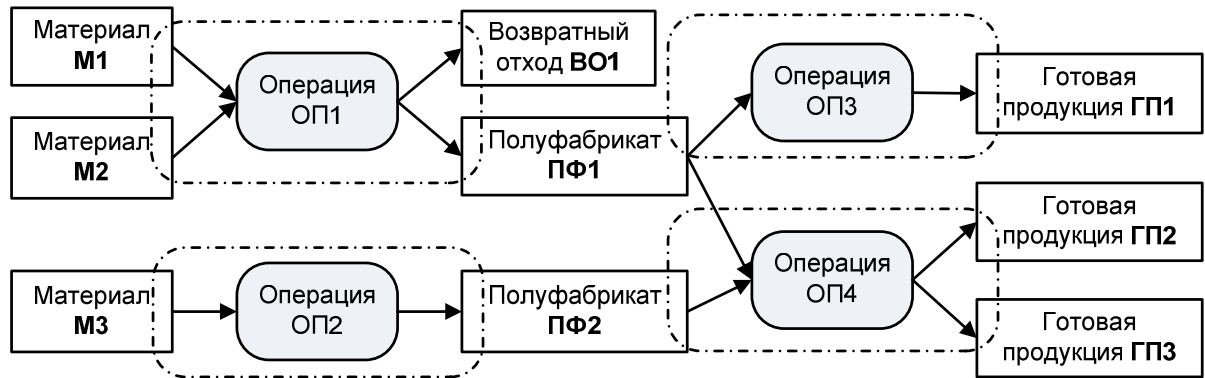 Материал
М1
Операция
ОП1
Возвратный
отход ВО1
Операция
ОП3
Готовая
продукция ГП1
Материал
М2
Полуфабрикат
ПФ1
Готовая
продукция ГП2
Материал
М3
Операция
ОП2
Полуфабрикат
ПФ2
Операция
ОП4
Готовая
продукция ГП3